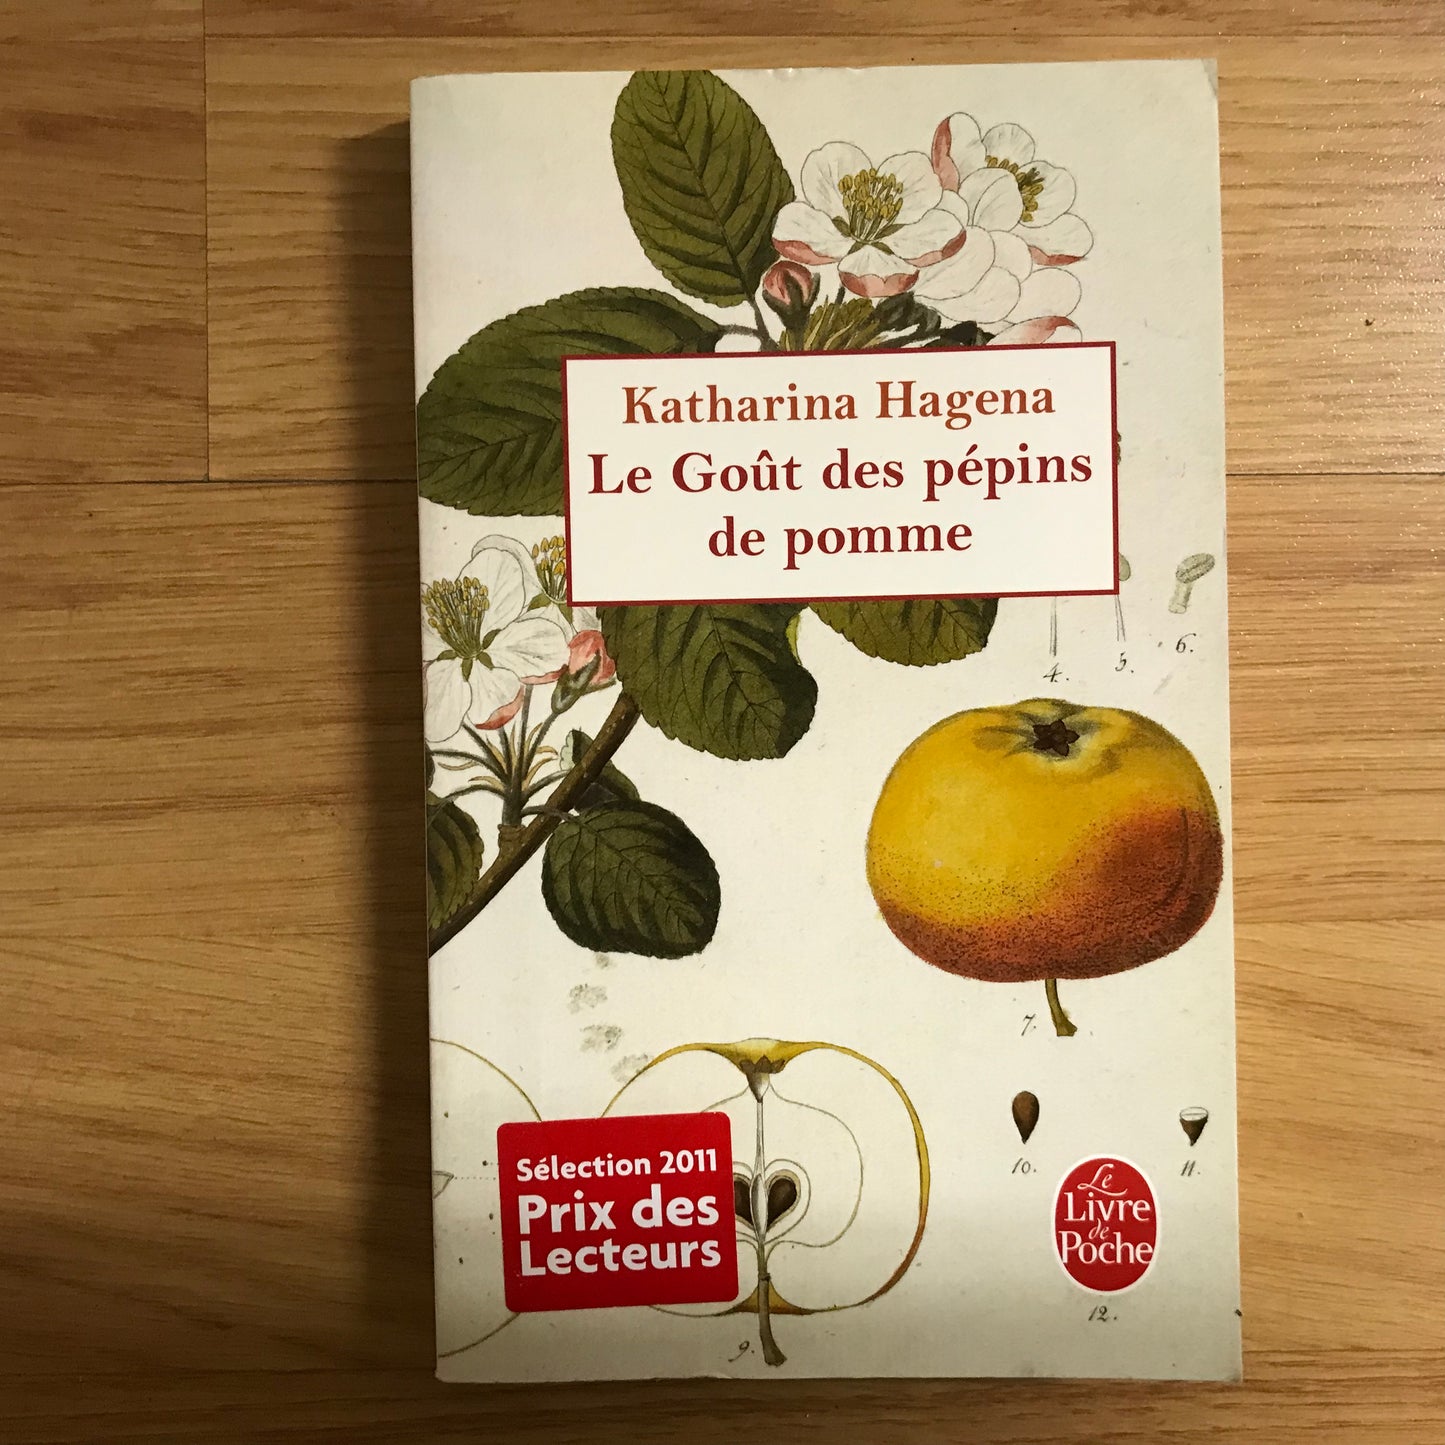 Katharina Hagena
Le Goût des pépins
de pomme
4.
5.
6.
7.
10.
11.
Sélection 2011
Prix des
Lecteurs
Le
Livre
de
Poche
12.
9.